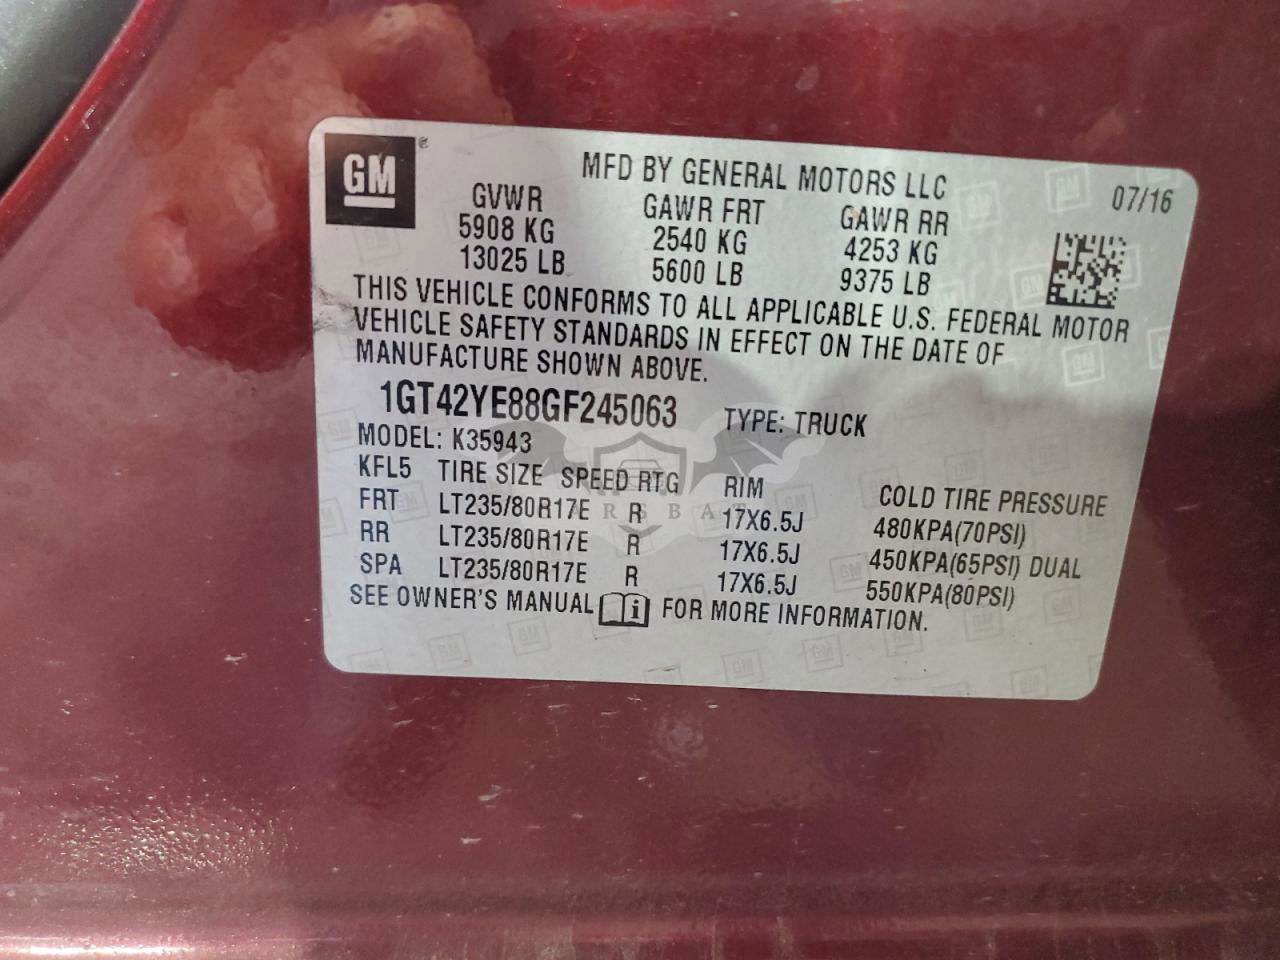 GM®
MFD BY GENERAL MOTORS LLC
07/16
GVWR GAWR FRT GAWR RR
5908 KG 2540 KG 4253 KG
13025 LB 5600 LB 9375 LB
THIS VEHICLE CONFORMS TO ALL APPLICABLE U.S. FEDERAL MOTOR
VEHICLE SAFETY STANDARDS IN EFFECT ON THE DATE OF
MANUFACTURE SHOWN ABOVE.
1GT42YE88GF245063 TYPE: TRUCK
MODEL: K35943
KFL5 TIRE SIZE SPEED RTG RIM COLD TIRE PRESSURE
FRT LT235/80R17E R 17X6.5J 480KPA(70PSI)
RR LT235/80R17E R 17X6.5J 450KPA(65PSI) DUAL
SPA LT235/80R17E R 17X6.5J 550KPA(80PSI)
SEE OWNER'S MANUAL i FOR MORE INFORMATION.